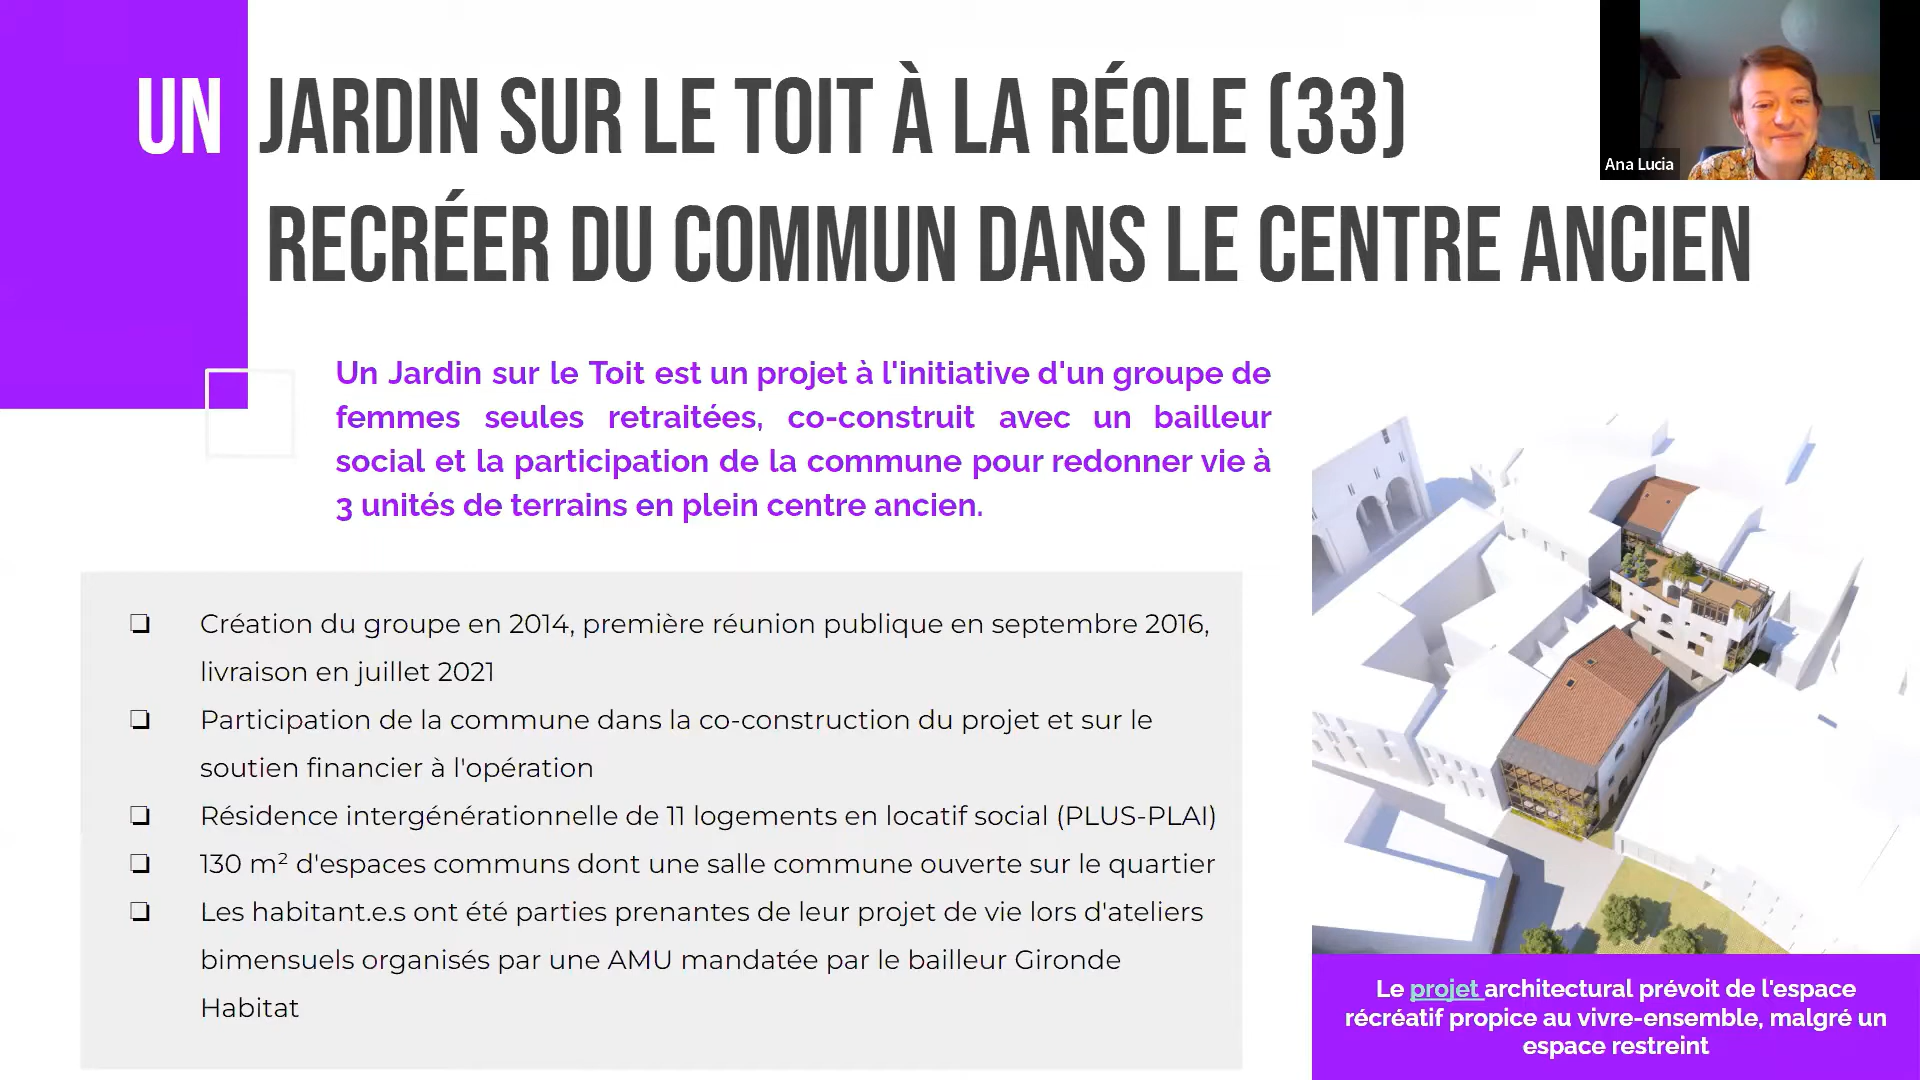 UN JARDIN SUR LE TOIT À LA RÉOLE (33)
RECRÉER DU COMMUN DANS LE CENTRE ANCIEN
Ana Lucia
Un Jardin sur le Toit est un projet à l'initiative d'un groupe de
femmes seules retraitées, co-construit avec un bailleur
social et la participation de la commune pour redonner vie à
3 unités de terrains en plein centre ancien.
❏ Création du groupe en 2014, première réunion publique en septembre 2016,
livraison en juillet 2021
❏ Participation de la commune dans la co-construction du projet et sur le
soutien financier à l'opération
❏ Résidence intergénérationnelle de 11 logements en locatif social (PLUS-PLAI)
❏ 130 m² d'espaces communs dont une salle commune ouverte sur le quartier
❏ Les habitant.e.s ont été parties prenantes de leur projet de vie lors d'ateliers
bimensuels organisés par une AMU mandatée par le bailleur Gironde
Habitat
Le projet architectural prévoit de l'espace
récréatif propice au vivre-ensemble, malgré un
espace restreint